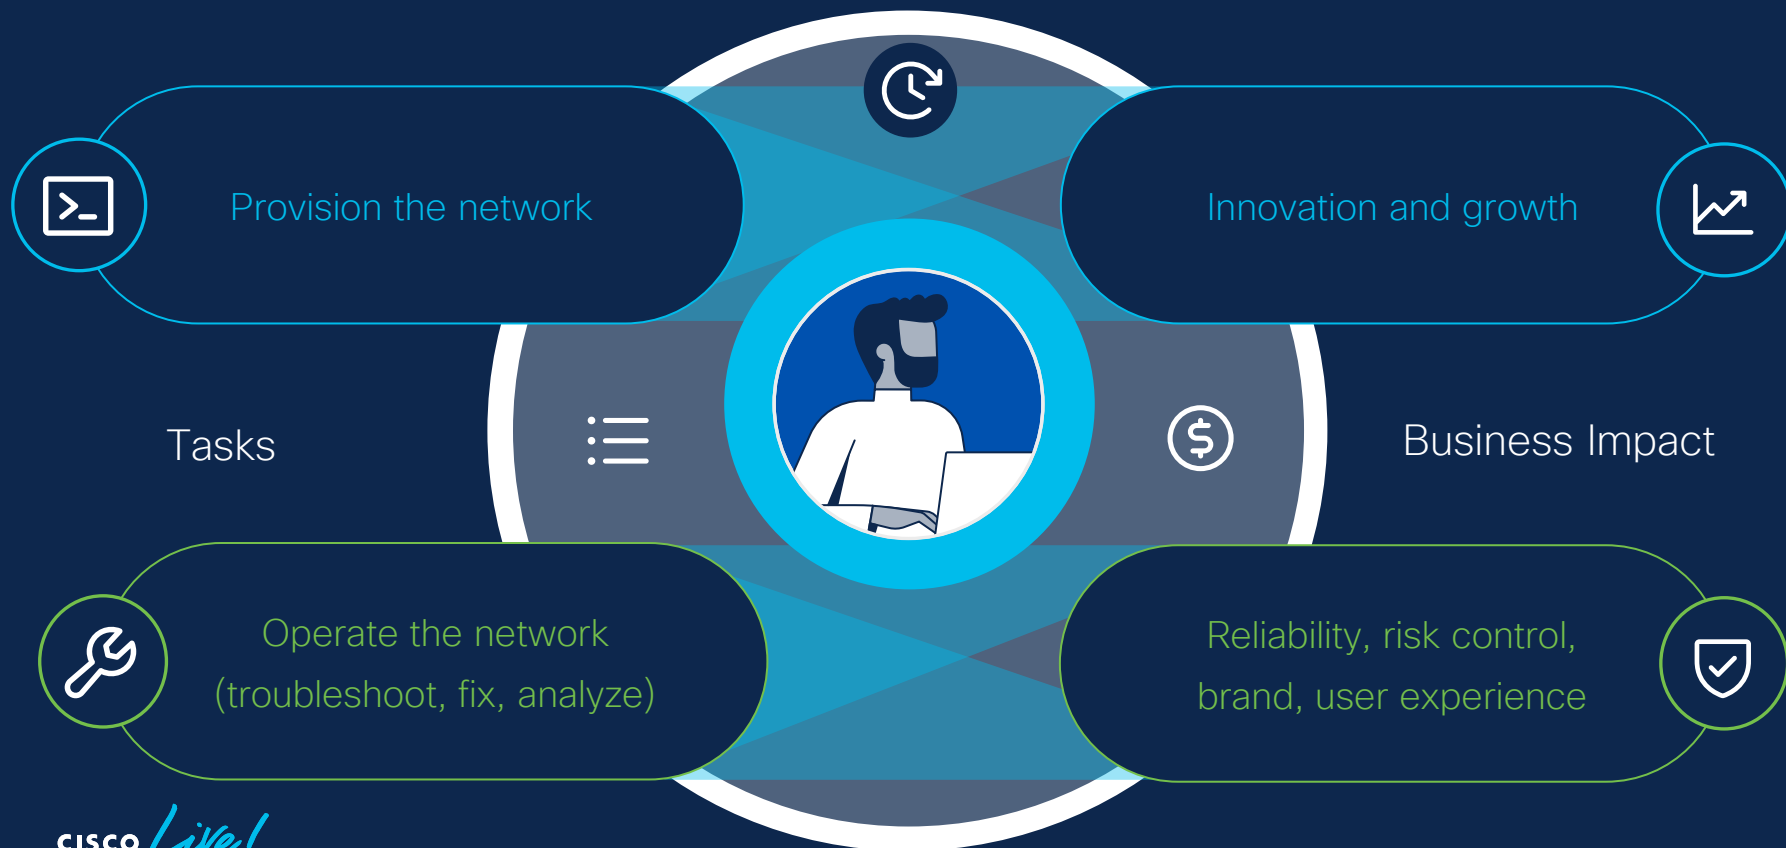 Provision the network
Innovation and growth
Tasks
Business Impact
Operate the network
(troubleshoot, fix, analyze)
Reliability, risk control,
brand, user experience
CISCO Live!